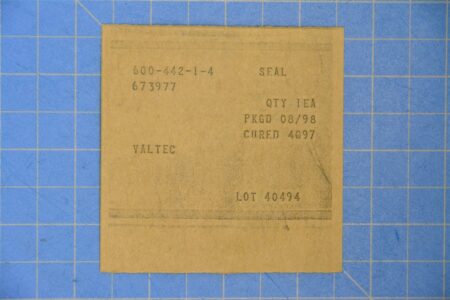 600-442-1-4 SEAL
673977
QTY 1EA
PKGD 08/98
CURED 4Q97
VALTEC
LOT 40494